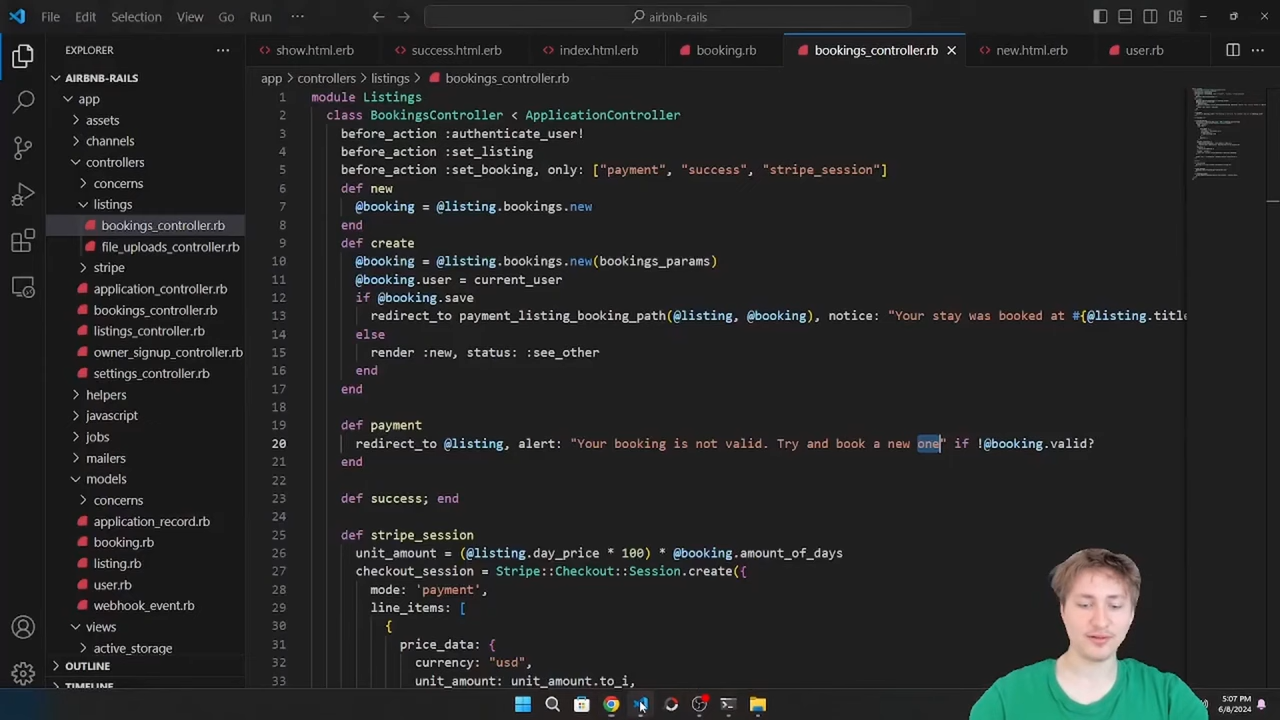 File Edit Selection View Go Run ··· airbnb-rails
EXPLORER ···
show.html.erb success.html.erb index.html.erb booking.rb bookings_controller.rb new.html.erb user.rb
app > controllers > listings > bookings_controller.rb
AIRBNB-RAILS
app
assets
channels
controllers
concerns
listings
bookings_controller.rb
file_uploads_controller.rb
stripe
application_controller.rb
bookings_controller.rb
listings_controller.rb
owner_signup_controller.rb
settings_controller.rb
helpers
javascript
jobs
mailers
models
concerns
application_record.rb
booking.rb
listing.rb
user.rb
webhook_event.rb
views
active_storage
OUTLINE
TIMELINE
1 module Listings
2 class BookingsController < ApplicationController
3 before_action :authenticate_user!
4 before_action :set_listing
5 before_action :set_booking, only: ["payment", "success", "stripe_session"]
6 def new
7 @booking = @listing.bookings.new
8 end
9 def create
10 @booking = @listing.bookings.new(bookings_params)
11 @booking.user = current_user
12 if @booking.save
13 redirect_to payment_listing_booking_path(@listing, @booking), notice: "Your stay was booked at #{@listing.title
14 else
15 render :new, status: :see_other
16 end
17 end
18
19 def payment
20 redirect_to @listing, alert: "Your booking is not valid. Try and book a new one" if !@booking.valid?
21 end
22
23 def success; end
24
25 def stripe_session
26 unit_amount = (@listing.day_price * 100) * @booking.amount_of_days
27 checkout_session = Stripe::Checkout::Session.create({
28 mode: 'payment',
29 line_items: [
30 {
31 price_data: {
32 currency: "usd",
33 unit_amount: unit_amount.to_i,
5:07 PM
6/8/2024